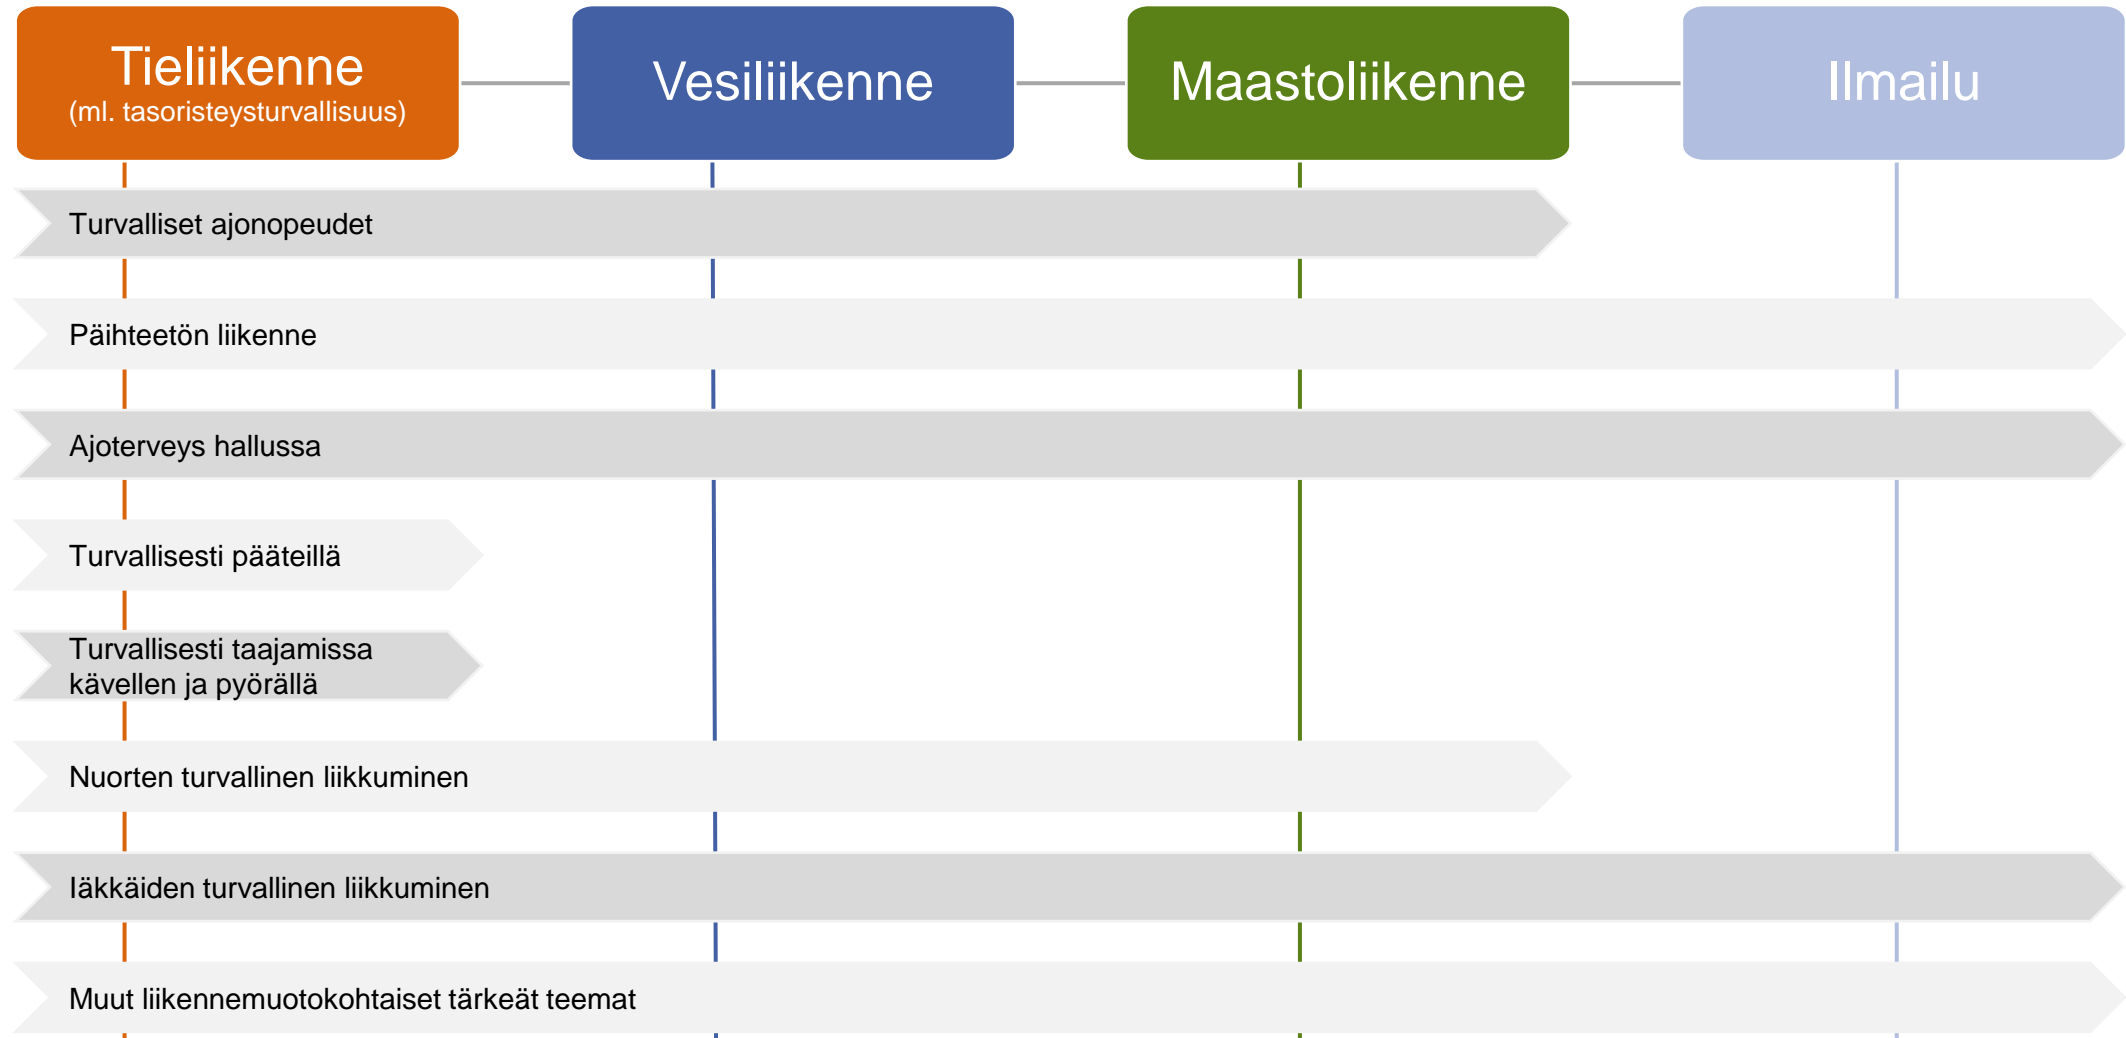 Tieliikenne
(ml. tasoristeysturvallisuus)
Vesiliikenne
Maastoliikenne
Ilmailu
Turvalliset ajonopeudet
Päihteetön liikenne
Ajoterveys hallussa
Turvallisesti pääteillä
Turvallisesti taajamissa
kävellen ja pyörällä
Nuorten turvallinen liikkuminen
Iäkkäiden turvallinen liikkuminen
Muut liikennemuotokohtaiset tärkeät teemat